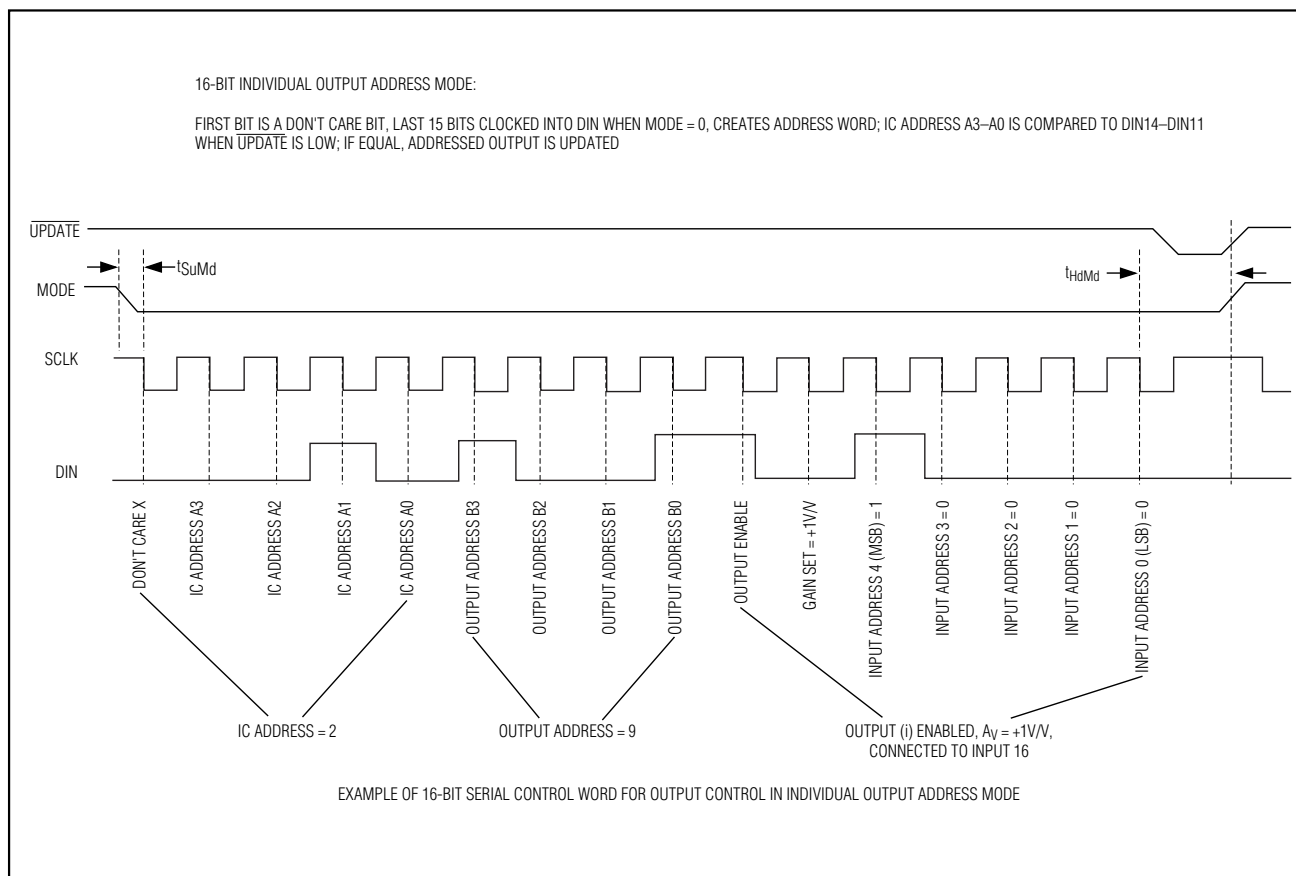 16-BIT INDIVIDUAL OUTPUT ADDRESS MODE:
FIRST BIT IS A DON'T CARE BIT, LAST 15 BITS CLOCKED INTO DIN WHEN MODE = 0, CREATES ADDRESS WORD; IC ADDRESS A3–A0 IS COMPARED TO DIN14–DIN11
WHEN UPDATE IS LOW; IF EQUAL, ADDRESSED OUTPUT IS UPDATED
UPDATE
tSuMd
tHdMd
MODE
SCLK
DIN
DON'T CARE X
IC ADDRESS A3
IC ADDRESS A2
IC ADDRESS A1
IC ADDRESS A0
OUTPUT ADDRESS B3
OUTPUT ADDRESS B2
OUTPUT ADDRESS B1
OUTPUT ADDRESS B0
OUTPUT ENABLE
GAIN SET = +1V/V
INPUT ADDRESS 4 (MSB) = 1
INPUT ADDRESS 3 = 0
INPUT ADDRESS 2 = 0
INPUT ADDRESS 1 = 0
INPUT ADDRESS 0 (LSB) = 0
IC ADDRESS = 2
OUTPUT ADDRESS = 9
OUTPUT (i) ENABLED, AV = +1V/V,
CONNECTED TO INPUT 16
EXAMPLE OF 16-BIT SERIAL CONTROL WORD FOR OUTPUT CONTROL IN INDIVIDUAL OUTPUT ADDRESS MODE